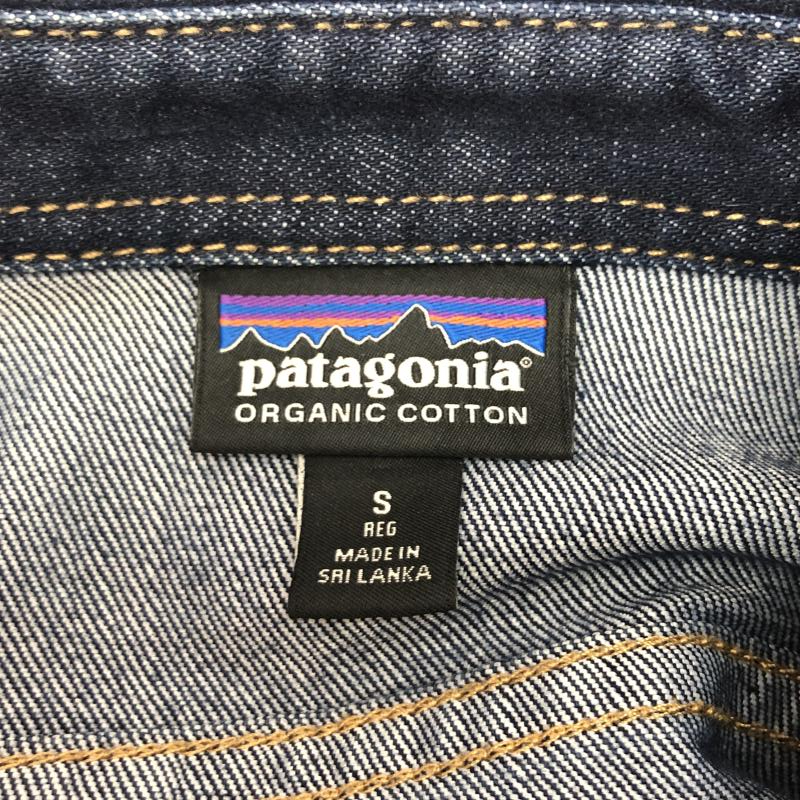 patagonia®
ORGANIC COTTON
S
REG
MADE IN
SRI LANKA